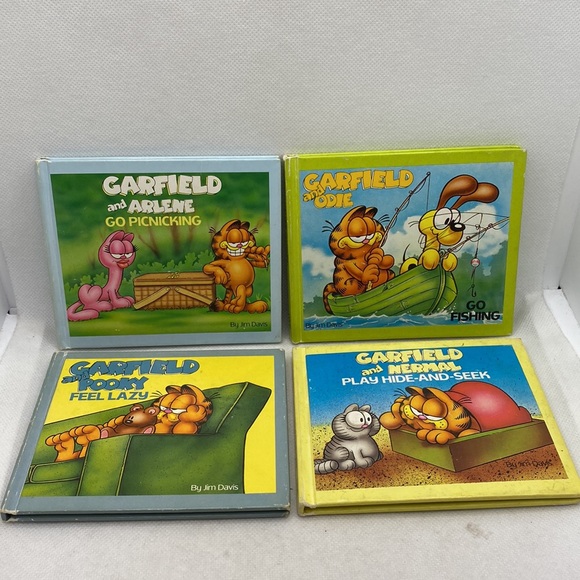 GARFIELD
and ARLENE
GO PICNICKING
By Jim Davis
GARFIELD
and ODIE
GO
FISHING
By Jim Davis
GARFIELD
and POOKY
FEEL LAZY
By Jim Davis
GARFIELD
and NERMAL
PLAY HIDE-AND-SEEK
By Jim Davis